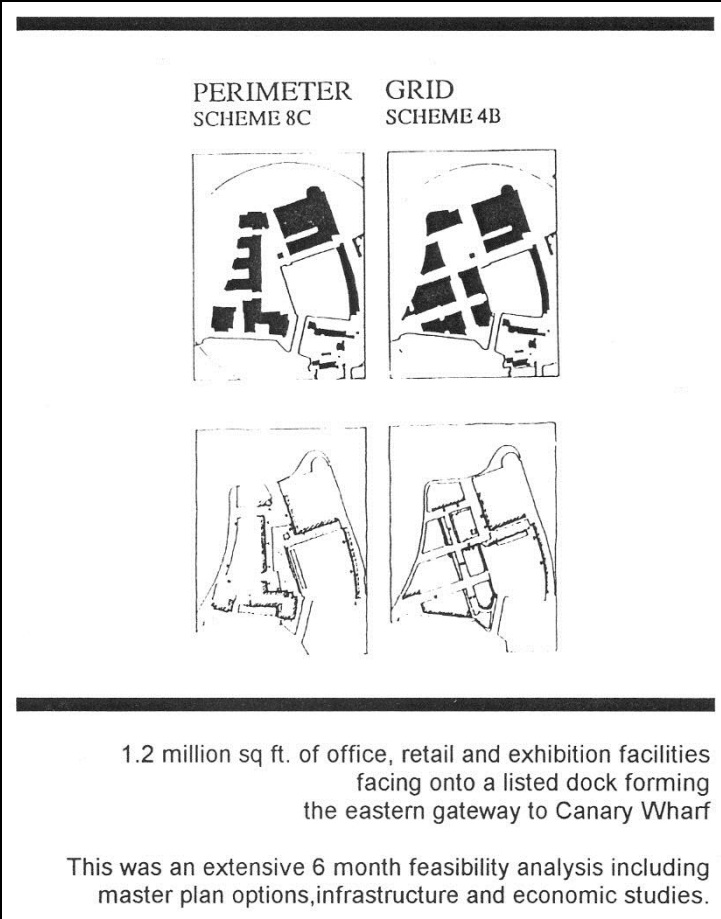 PERIMETER GRID
SCHEME 8C SCHEME 4B
1.2 million sq ft. of office, retail and exhibition facilities
facing onto a listed dock forming
the eastern gateway to Canary Wharf
This was an extensive 6 month feasibility analysis including
master plan options,infrastructure and economic studies.